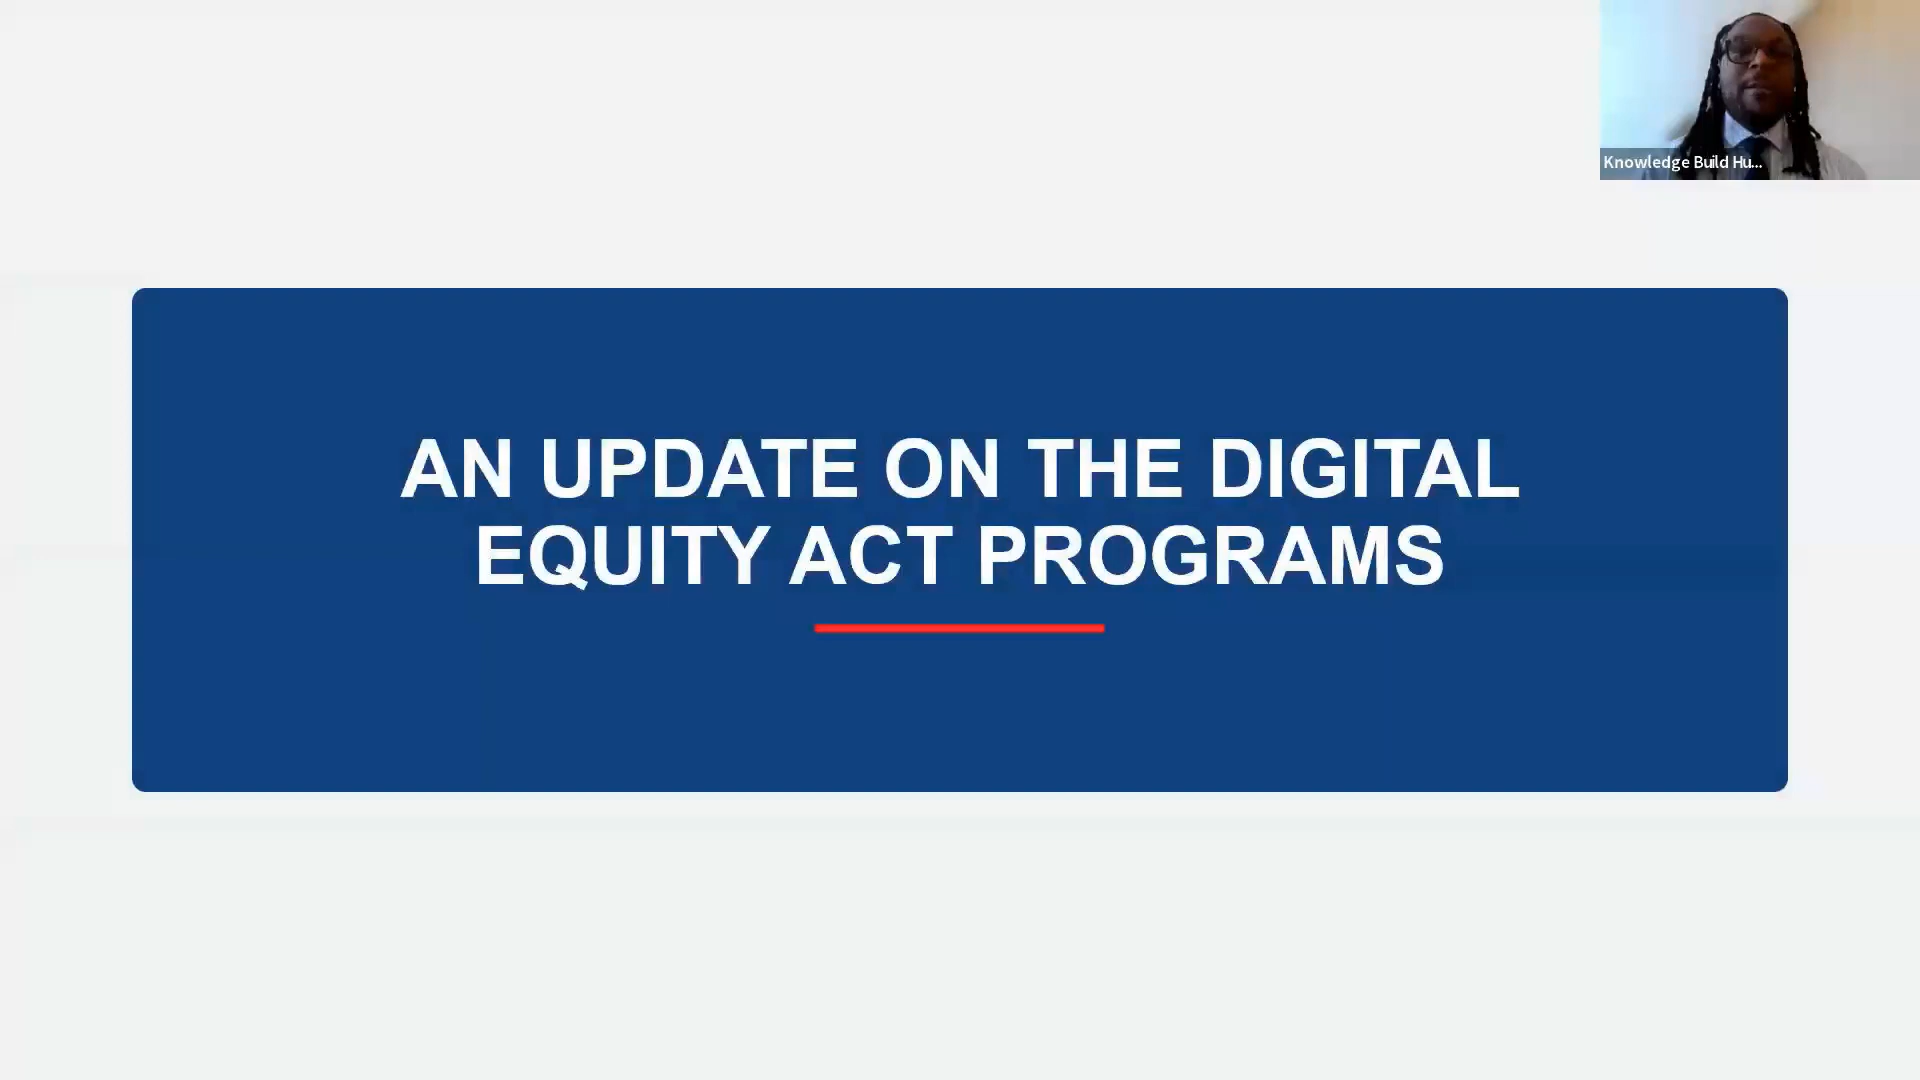 Knowledge Build Hu...
AN UPDATE ON THE DIGITAL
EQUITY ACT PROGRAMS